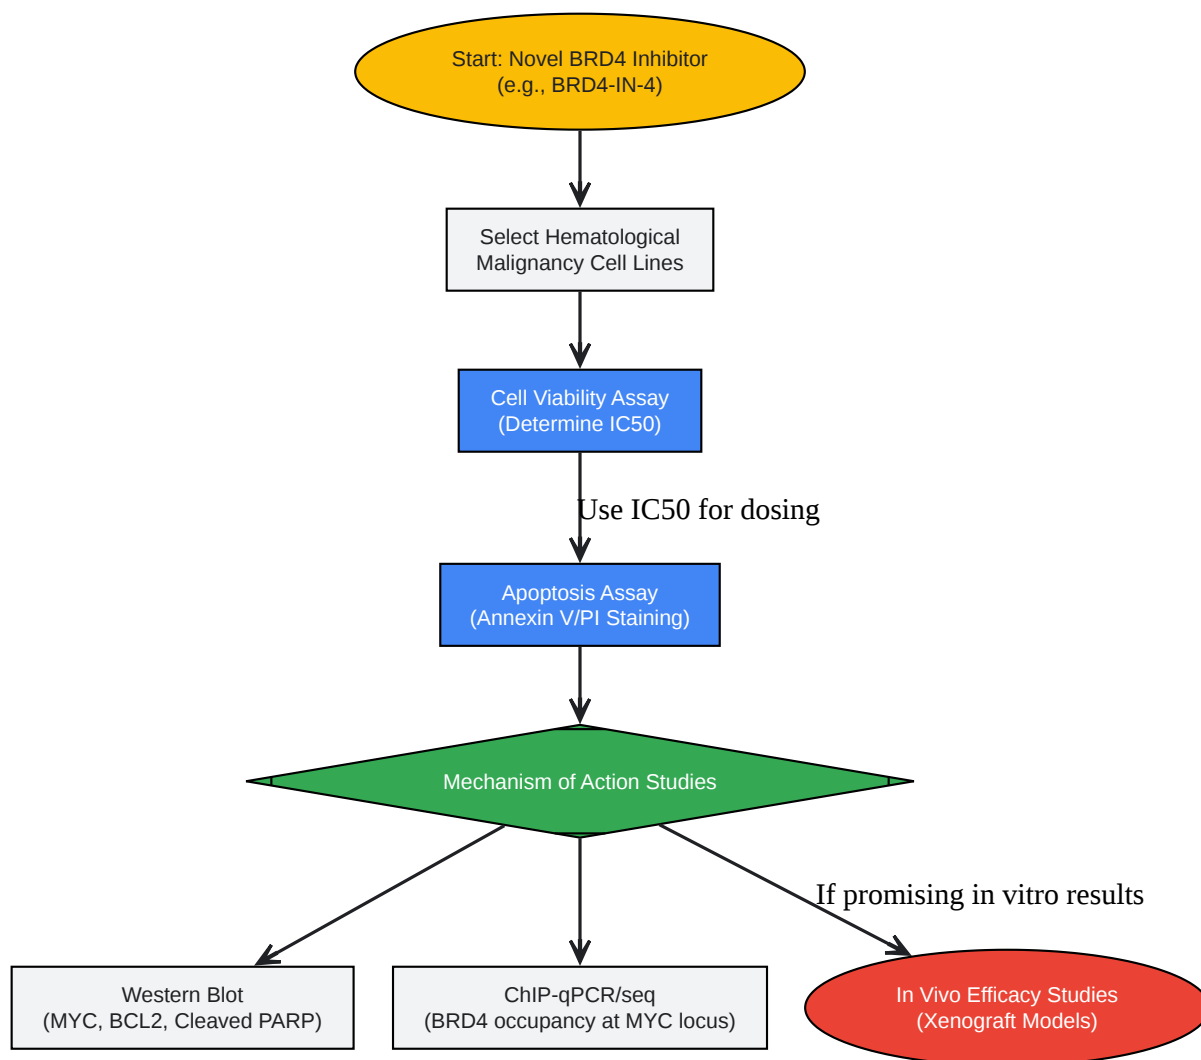 Start: Novel BRD4 Inhibitor
(e.g., BRD4-IN-4)
Select Hematological
Malignancy Cell Lines
Cell Viability Assay
(Determine IC50)
Use IC50 for dosing
Apoptosis Assay
(Annexin V/PI Staining)
Mechanism of Action Studies
If promising in vitro results
Western Blot
(MYC, BCL2, Cleaved PARP)
ChIP-qPCR/seq
(BRD4 occupancy at MYC locus)
In Vivo Efficacy Studies
(Xenograft Models)